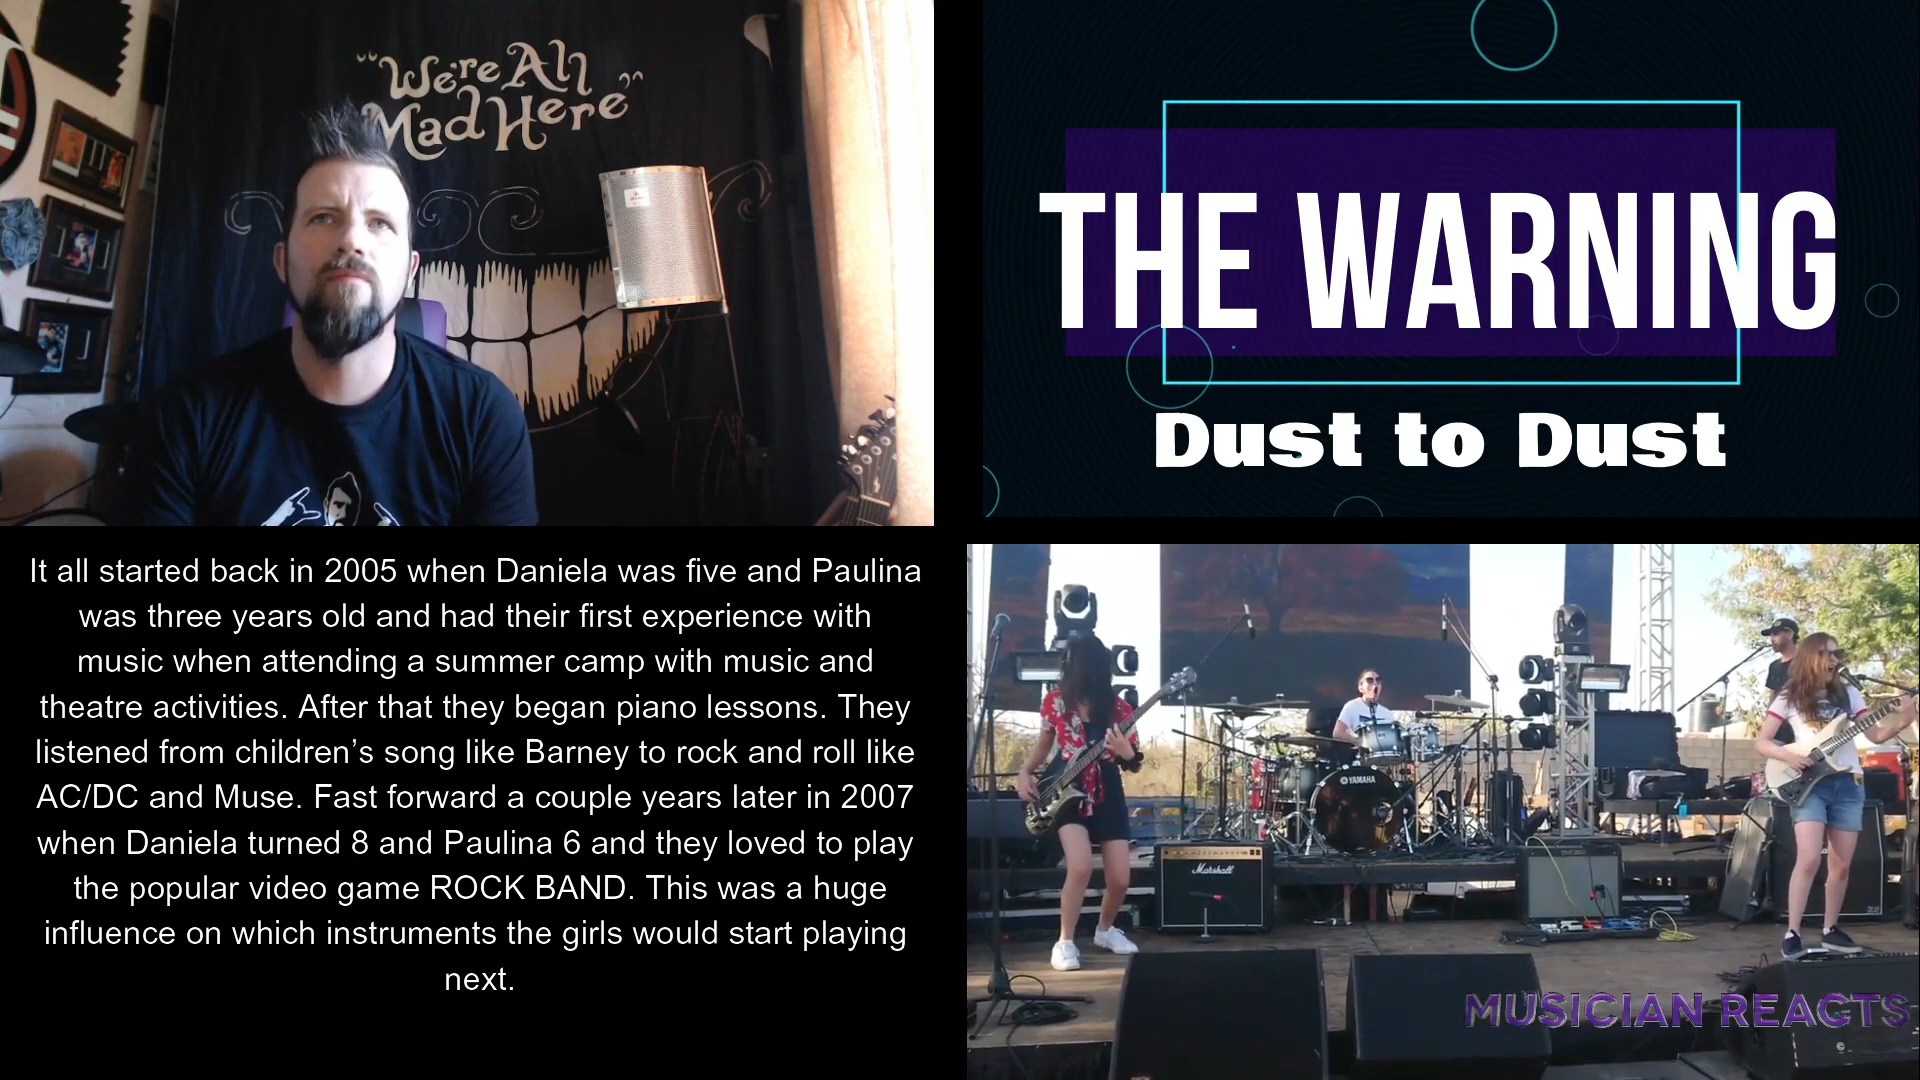 "We're All
Mad Here"
THE WARNING
Dust to Dust
It all started back in 2005 when Daniela was five and Paulina
was three years old and had their first experience with
music when attending a summer camp with music and
theatre activities. After that they began piano lessons. They
listened from children's song like Barney to rock and roll like
AC/DC and Muse. Fast forward a couple years later in 2007
when Daniela turned 8 and Paulina 6 and they loved to play
the popular video game ROCK BAND. This was a huge
influence on which instruments the girls would start playing
next.
YAMAHA
Marshall
MUSICIAN REACTS